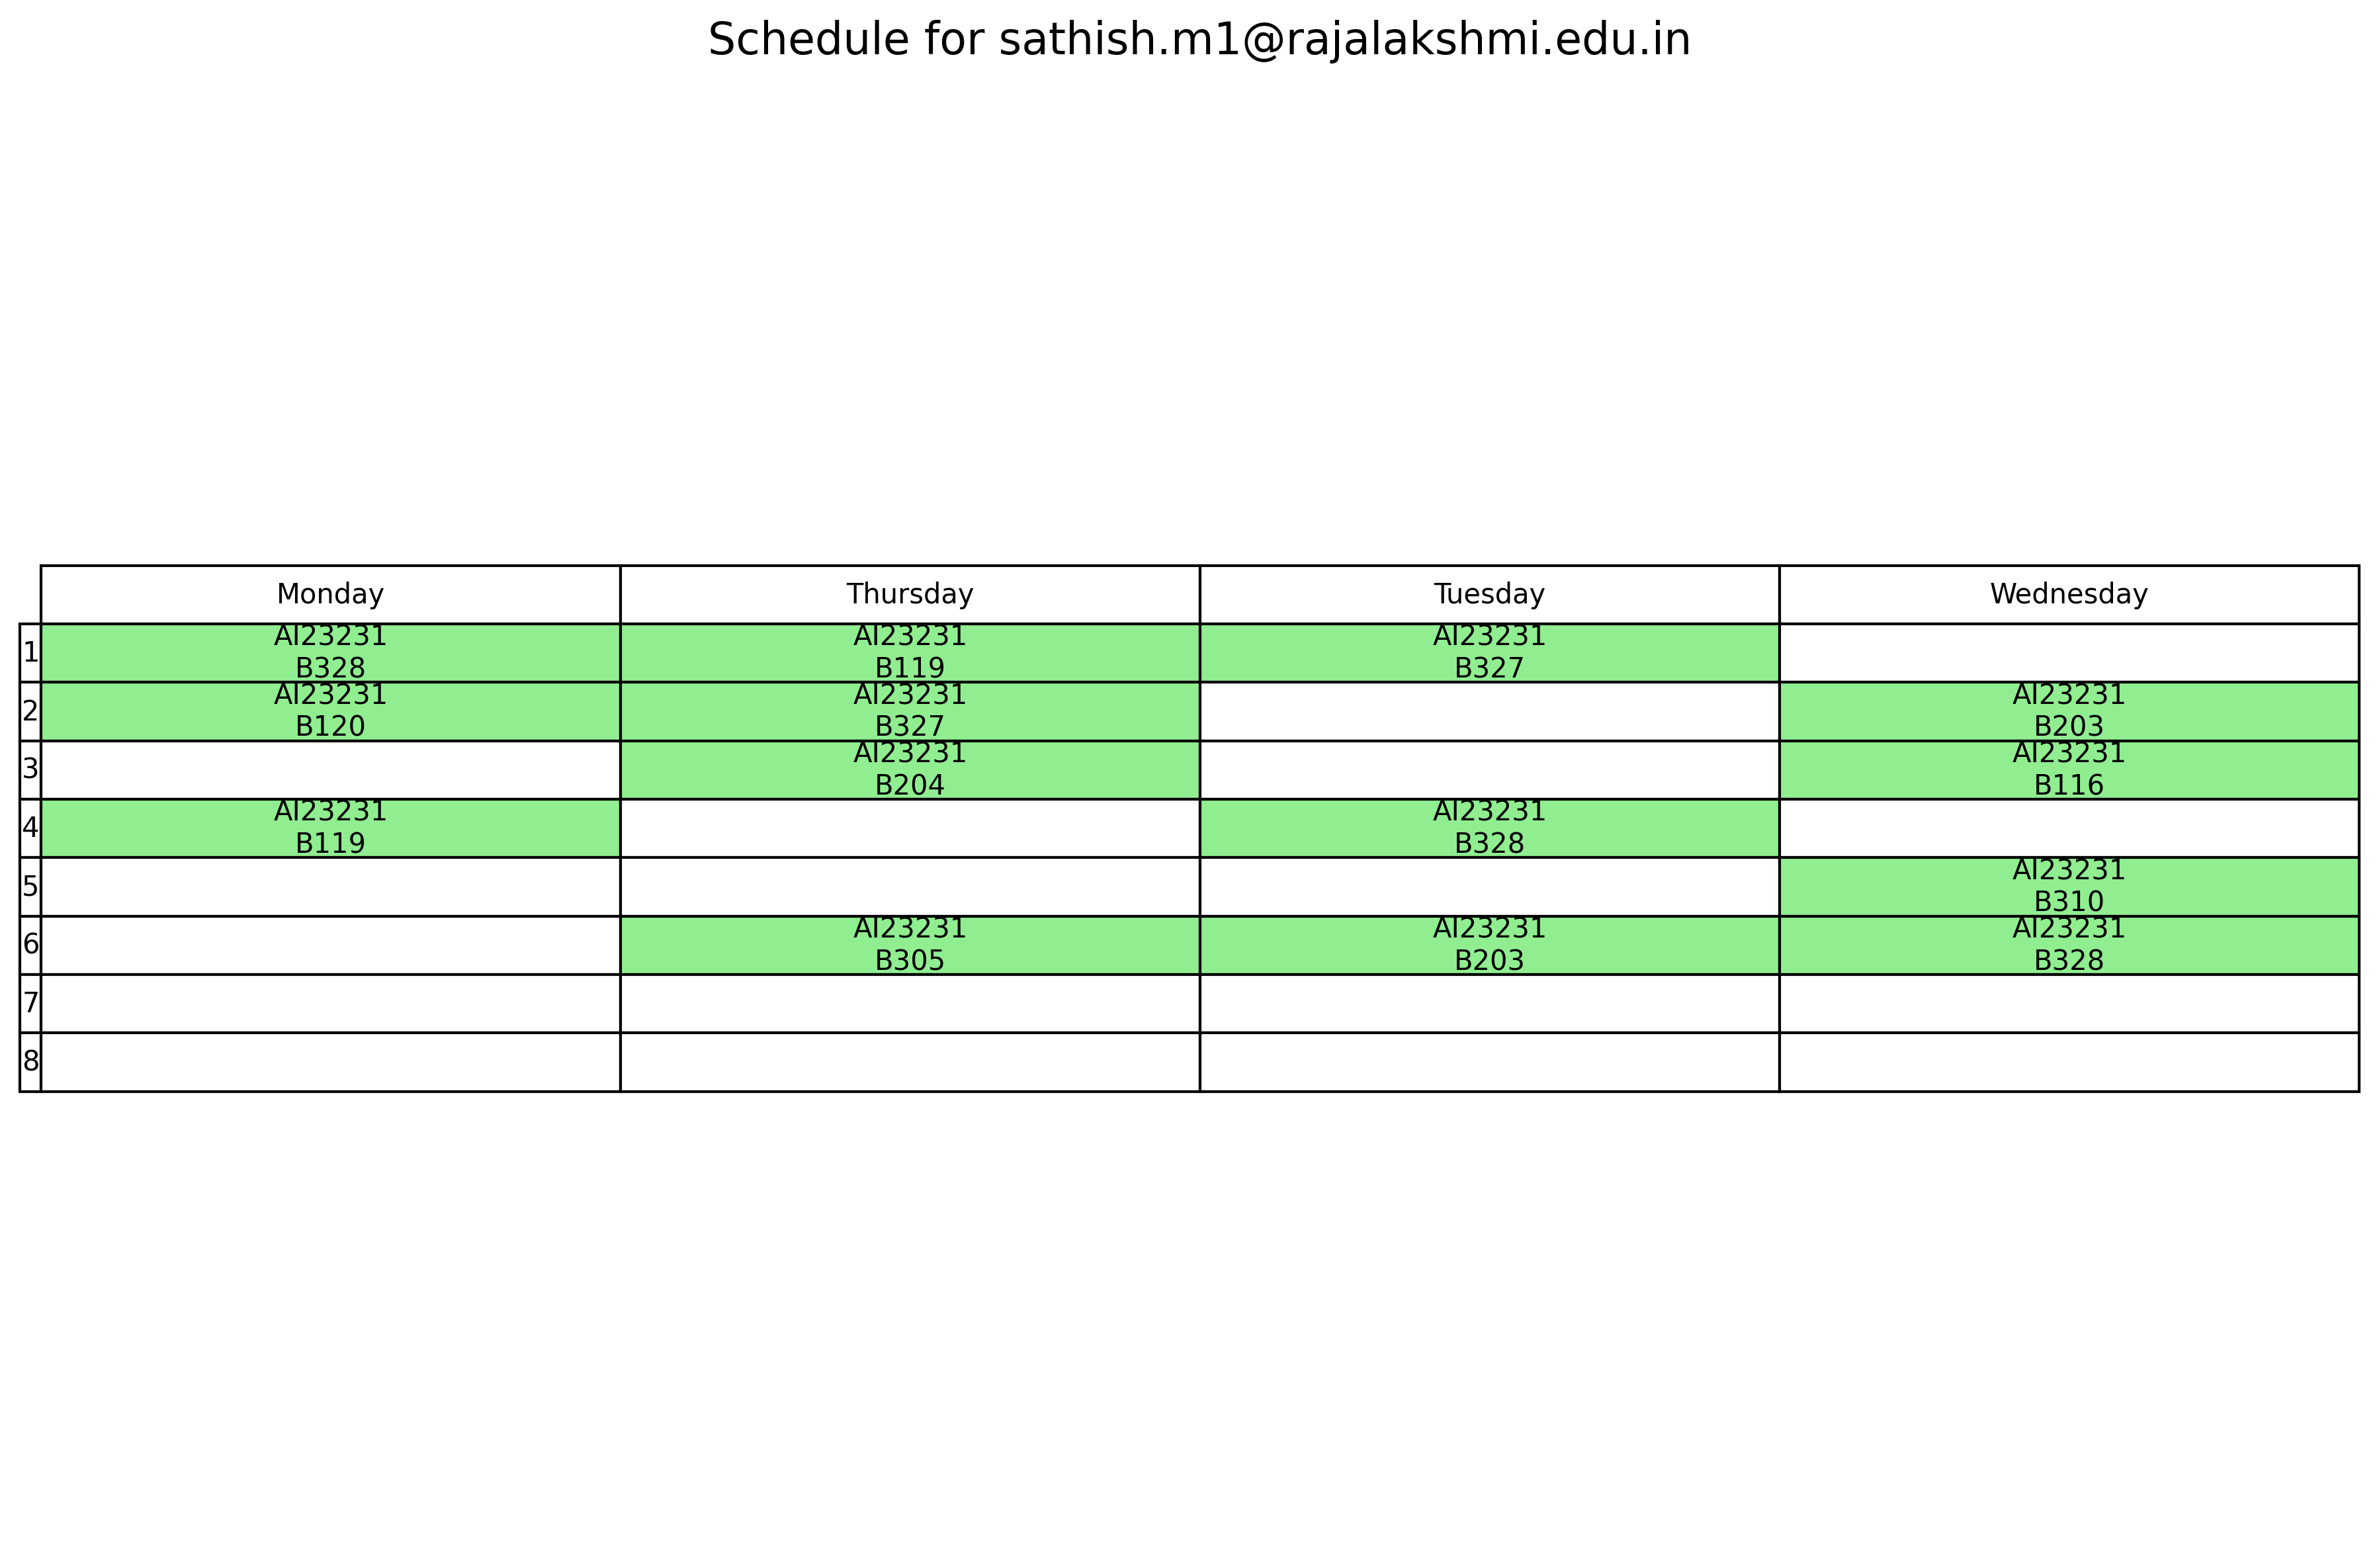 Schedule for sathish.m1@rajalakshmi.edu.in
Monday Thursday Tuesday Wednesday
1 AI23231 AI23231 AI23231
B328 B119 B327
2 AI23231 AI23231 AI23231
B120 B327 B203
3 AI23231 AI23231
B204 B116
4 AI23231 AI23231
B119 B328
5 AI23231
B310
6 AI23231 AI23231 AI23231
B305 B203 B328
7
8